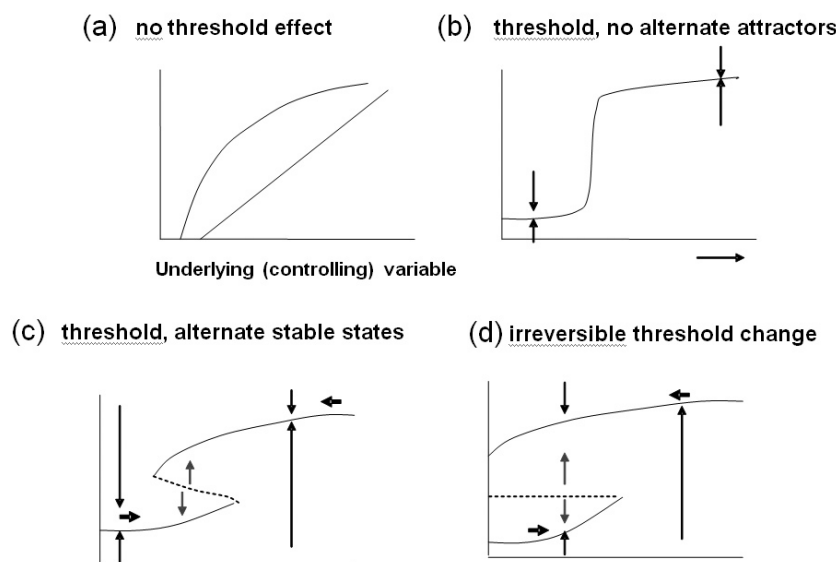 (a) no threshold effect
(b) threshold, no alternate attractors
Underlying (controlling) variable
(c) threshold, alternate stable states
(d) irreversible threshold change